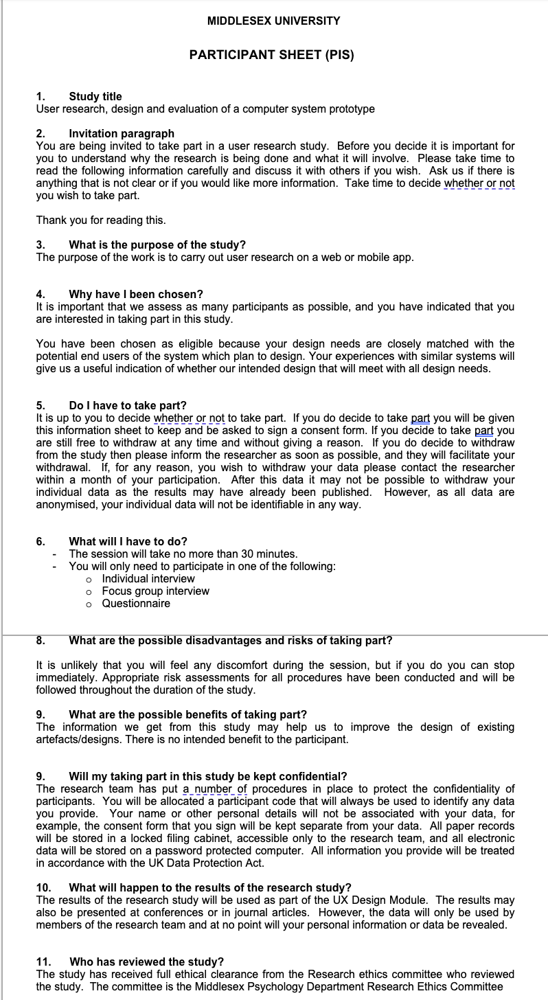 MIDDLESEX UNIVERSITY
PARTICIPANT SHEET (PIS)
1. Study title
User research, design and evaluation of a computer system prototype
2. Invitation paragraph
You are being invited to take part in a user research study. Before you decide it is important for
you to understand why the research is being done and what it will involve. Please take time to
read the following information carefully and discuss it with others if you wish. Ask us if there is
anything that is not clear or if you would like more information. Take time to decide whether or not
you wish to take part.
Thank you for reading this.
3. What is the purpose of the study?
The purpose of the work is to carry out user research on a web or mobile app.
4. Why have I been chosen?
It is important that we assess as many participants as possible, and you have indicated that you
are interested in taking part in this study.
You have been chosen as eligible because your design needs are closely matched with the
potential end users of the system which plan to design. Your experiences with similar systems will
give us a useful indication of whether our intended design that will meet with all design needs.
5. Do I have to take part?
It is up to you to decide whether or not to take part. If you do decide to take part you will be given
this information sheet to keep and be asked to sign a consent form. If you decide to take part you
are still free to withdraw at any time and without giving a reason. If you do decide to withdraw
from the study then please inform the researcher as soon as possible, and they will facilitate your
withdrawal. If, for any reason, you wish to withdraw your data please contact the researcher
within a month of your participation. After this data it may not be possible to withdraw your
individual data as the results may have already been published. However, as all data are
anonymised, your individual data will not be identifiable in any way.
6. What will I have to do?
- The session will take no more than 30 minutes.
- You will only need to participate in one of the following:
o Individual interview
o Focus group interview
o Questionnaire
8. What are the possible disadvantages and risks of taking part?
It is unlikely that you will feel any discomfort during the session, but if you do you can stop
immediately. Appropriate risk assessments for all procedures have been conducted and will be
followed throughout the duration of the study.
9. What are the possible benefits of taking part?
The information we get from this study may help us to improve the design of existing
artefacts/designs. There is no intended benefit to the participant.
9. Will my taking part in this study be kept confidential?
The research team has put a number of procedures in place to protect the confidentiality of
participants. You will be allocated a participant code that will always be used to identify any data
you provide. Your name or other personal details will not be associated with your data, for
example, the consent form that you sign will be kept separate from your data. All paper records
will be stored in a locked filing cabinet, accessible only to the research team, and all electronic
data will be stored on a password protected computer. All information you provide will be treated
in accordance with the UK Data Protection Act.
10. What will happen to the results of the research study?
The results of the research study will be used as part of the UX Design Module. The results may
also be presented at conferences or in journal articles. However, the data will only be used by
members of the research team and at no point will your personal information or data be revealed.
11. Who has reviewed the study?
The study has received full ethical clearance from the Research ethics committee who reviewed
the study. The committee is the Middlesex Psychology Department Research Ethics Committee